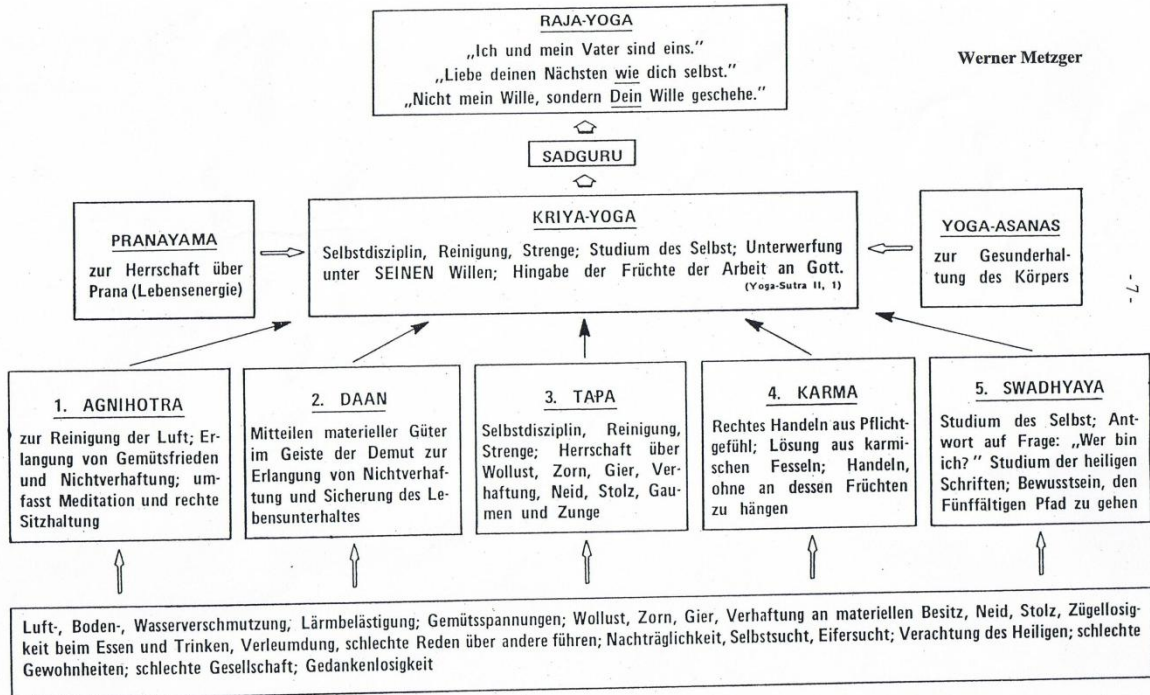 RAJA-YOGA
„Ich und mein Vater sind eins.”
„Liebe deinen Nächsten wie dich selbst.”
„Nicht mein Wille, sondern Dein Wille geschehe.”
Werner Metzger
SADGURU
PRANAYAMA
zur Herrschaft über
Prana (Lebensenergie)
KRIYA-YOGA
Selbstdisziplin, Reinigung, Strenge; Studium des Selbst; Unterwerfung
unter SEINEN Willen; Hingabe der Früchte der Arbeit an Gott.
(Yoga-Sutra II, 1)
YOGA-ASANAS
zur Gesunderhal-
tung des Körpers
- 7 -
1. AGNIHOTRA
zur Reinigung der Luft; Er-
langung von Gemütsfrieden
und Nichtverhaftung; um-
fasst Meditation und rechte
Sitzhaltung
2. DAAN
Mitteilen materieller Güter
im Geiste der Demut zur
Erlangung von Nichtverhaf-
tung und Sicherung des Le-
bensunterhaltes
3. TAPA
Selbstdisziplin, Reinigung,
Strenge; Herrschaft über
Wollust, Zorn, Gier, Ver-
haftung, Neid, Stolz, Gau-
men und Zunge
4. KARMA
Rechtes Handeln aus Pflicht-
gefühl; Lösung aus karmi-
schen Fesseln; Handeln,
ohne an dessen Früchten
zu hängen
5. SWADHYAYA
Studium des Selbst; Ant-
wort auf Frage: „Wer bin
ich?” Studium der heiligen
Schriften; Bewusstsein, den
Fünffältigen Pfad zu gehen
Luft-, Boden-, Wasserverschmutzung, Lärmbelästigung; Gemütsspannungen; Wollust, Zorn, Gier, Verhaftung an materiellen Besitz, Neid, Stolz, Zügellosig-
keit beim Essen und Trinken, Verleumdung, schlechte Reden über andere führen; Nachträglichkeit, Selbstsucht, Eifersucht; Verachtung des Heiligen; schlechte
Gewohnheiten; schlechte Gesellschaft; Gedankenlosigkeit